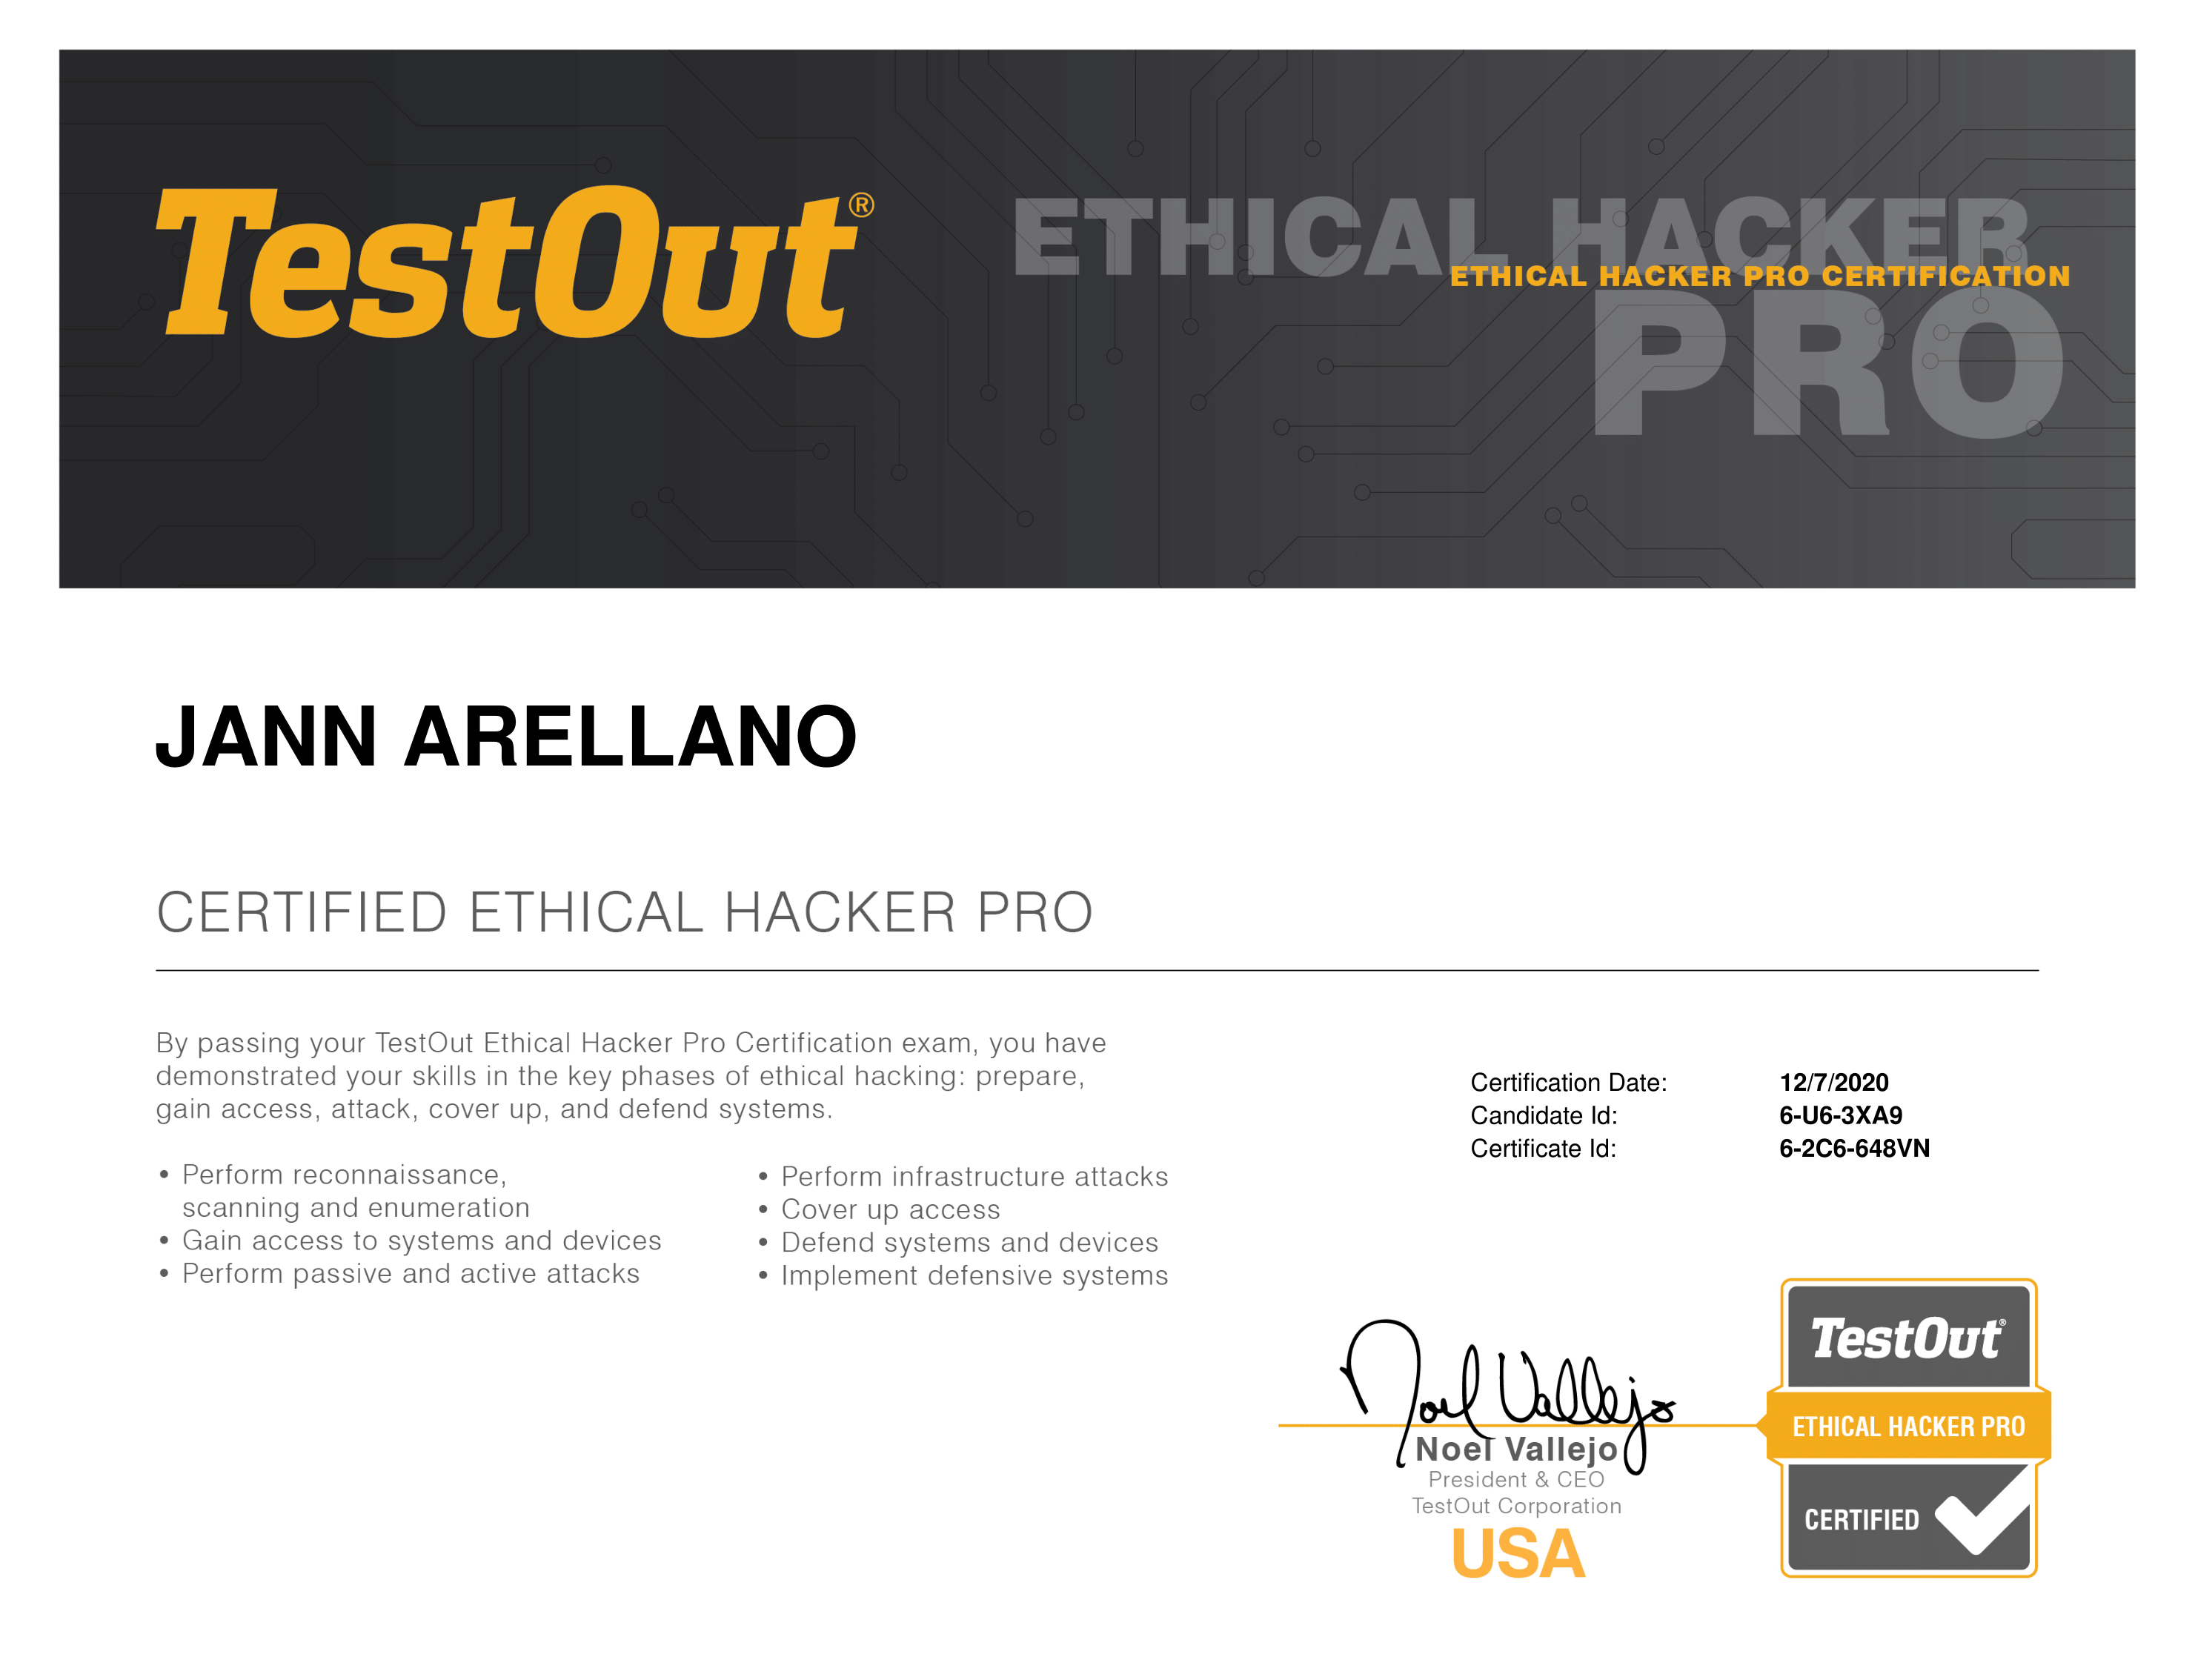 TestOut®
ETHICAL HACKER
ETHICAL HACKER PRO CERTIFICATION
PRO
JANN ARELLANO
CERTIFIED ETHICAL HACKER PRO
By passing your TestOut Ethical Hacker Pro Certification exam, you have
demonstrated your skills in the key phases of ethical hacking: prepare,
gain access, attack, cover up, and defend systems.
• Perform reconnaissance,
scanning and enumeration
• Gain access to systems and devices
• Perform passive and active attacks
• Perform infrastructure attacks
• Cover up access
• Defend systems and devices
• Implement defensive systems
Certification Date: 12/7/2020
Candidate Id: 6-U6-3XA9
Certificate Id: 6-2C6-648VN
Noel Vallejo
Noel Vallejo
President & CEO
TestOut Corporation
USA
TestOut®
ETHICAL HACKER PRO
CERTIFIED